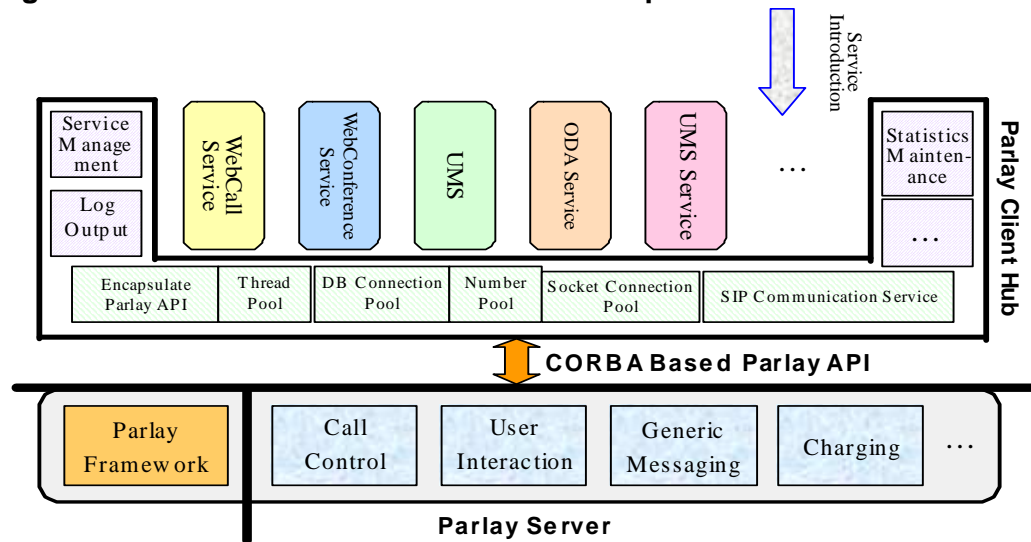 Service
Introduction
Service
Manage
ment
Log
Output
WebCall
Service
WebConference
Service
UMS
ODA Service
UMS Service
...
Statistics
Mainten-
ance
...
Parlay Client Hub
Encapsulate
Parlay API
Thread
Pool
DB Connection
Pool
Number
Pool
Socket Connection
Pool
SIP Communication Service
CORBA Based Parlay API
Parlay
Framework
Call
Control
User
Interaction
Generic
Messaging
Charging
...
Parlay Server